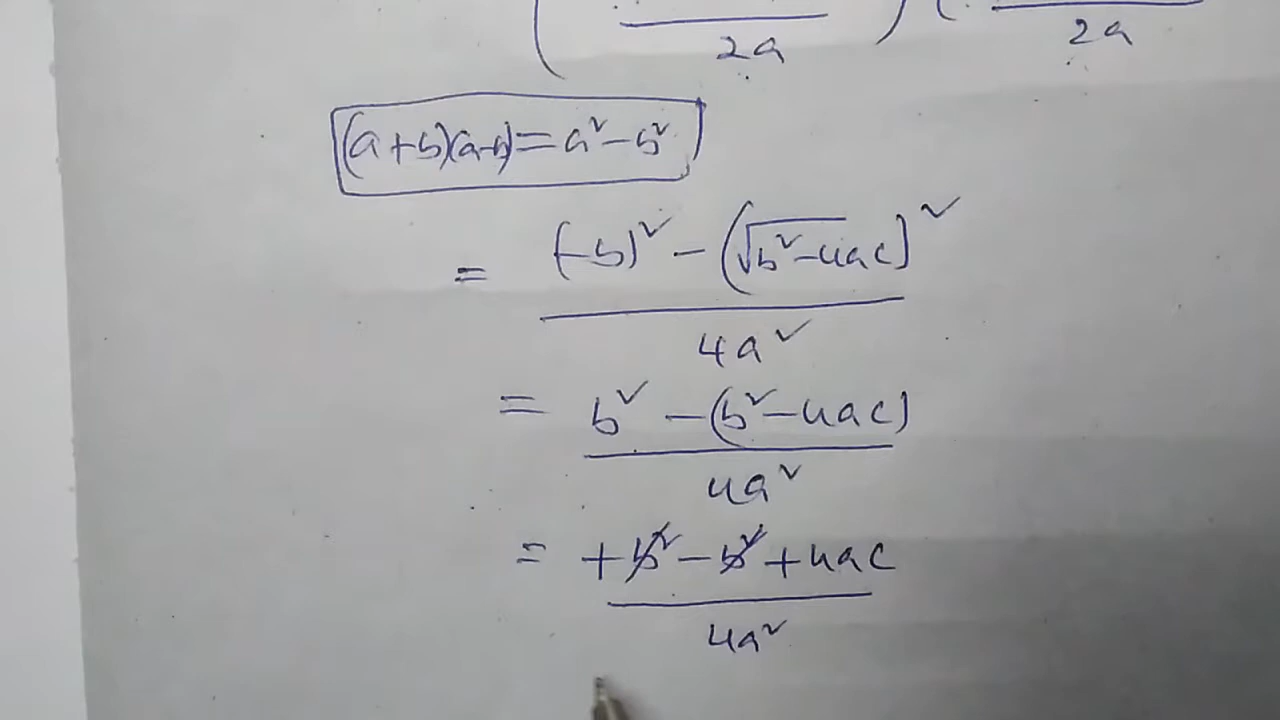 ( 2a ) ( 2a
(a+b)(a-b)=a²-b²
= (-b)² - (√b²-4ac)²
4a²
= b² - (b²-4ac)
4a²
= +b²-b²+4ac
4a²